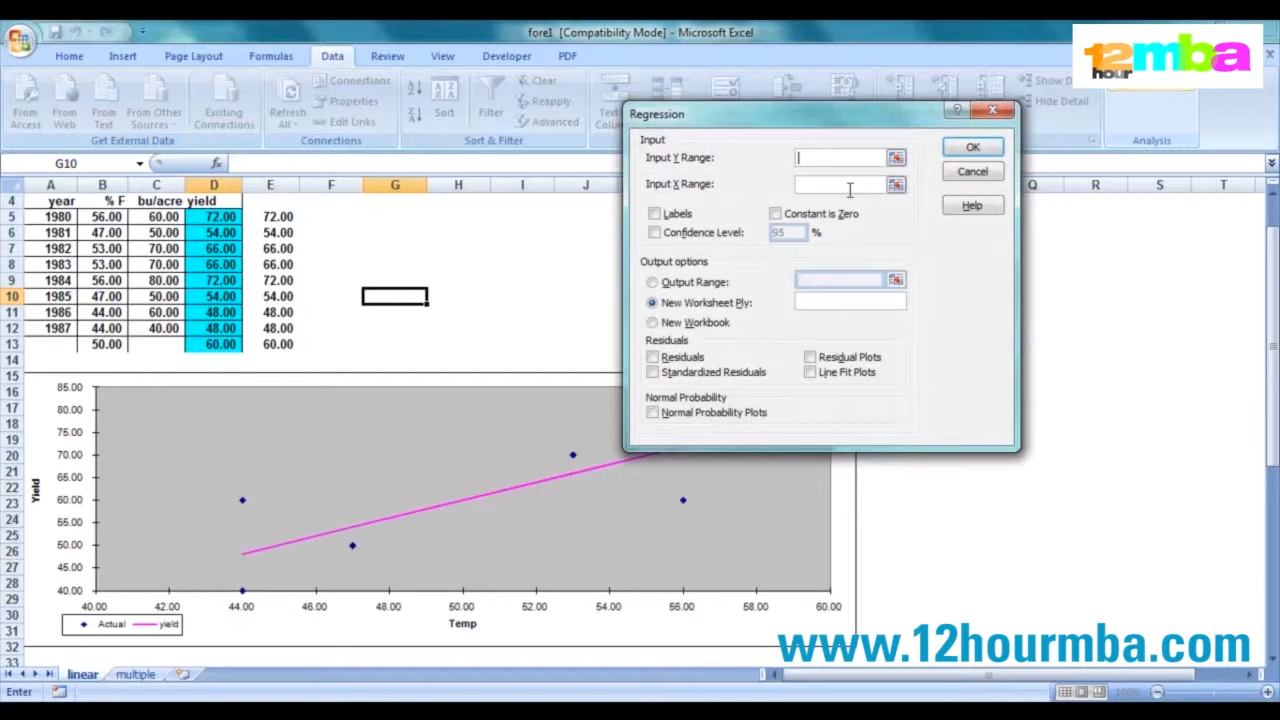 fore1 [Compatibility Mode] - Microsoft Excel
12mba
hour
Home Insert Page Layout Formulas Data Review View Developer PDF
From Access From Web From Text From Other Sources Existing Connections Refresh All Connections Properties Edit Links Sort Filter Clear Reapply Advanced Hide Detail
Get External Data Connections Sort & Filter Analysis
G10 fx
A B C D E F G H I J Q R S T
4 year % F bu/acre yield
5 1980 56.00 60.00 72.00 72.00
6 1981 47.00 50.00 54.00 54.00
7 1982 53.00 70.00 66.00 66.00
8 1983 53.00 70.00 66.00 66.00
9 1984 56.00 80.00 72.00 72.00
10 1985 47.00 50.00 54.00 54.00
11 1986 44.00 60.00 48.00 48.00
12 1987 44.00 40.00 48.00 48.00
13 50.00 60.00 60.00
14
15
16
17
18
19
20
21
22
23
24
25
26
27
28
29
30
31
32
33
Regression
Input
Input Y Range:
Input X Range:
Labels Constant is Zero
Confidence Level: 95 %
Output options
Output Range:
New Worksheet Ply:
New Workbook
Residuals
Residuals Residual Plots
Standardized Residuals Line Fit Plots
Normal Probability
Normal Probability Plots
OK
Cancel
Help
85.00
80.00
75.00
70.00
65.00
60.00
55.00
50.00
45.00
40.00
Yield
40.00 42.00 44.00 46.00 48.00 50.00 52.00 54.00 56.00 58.00 60.00
Temp
Actual yield
www.12hourmba.com
linear multiple
Enter 100%